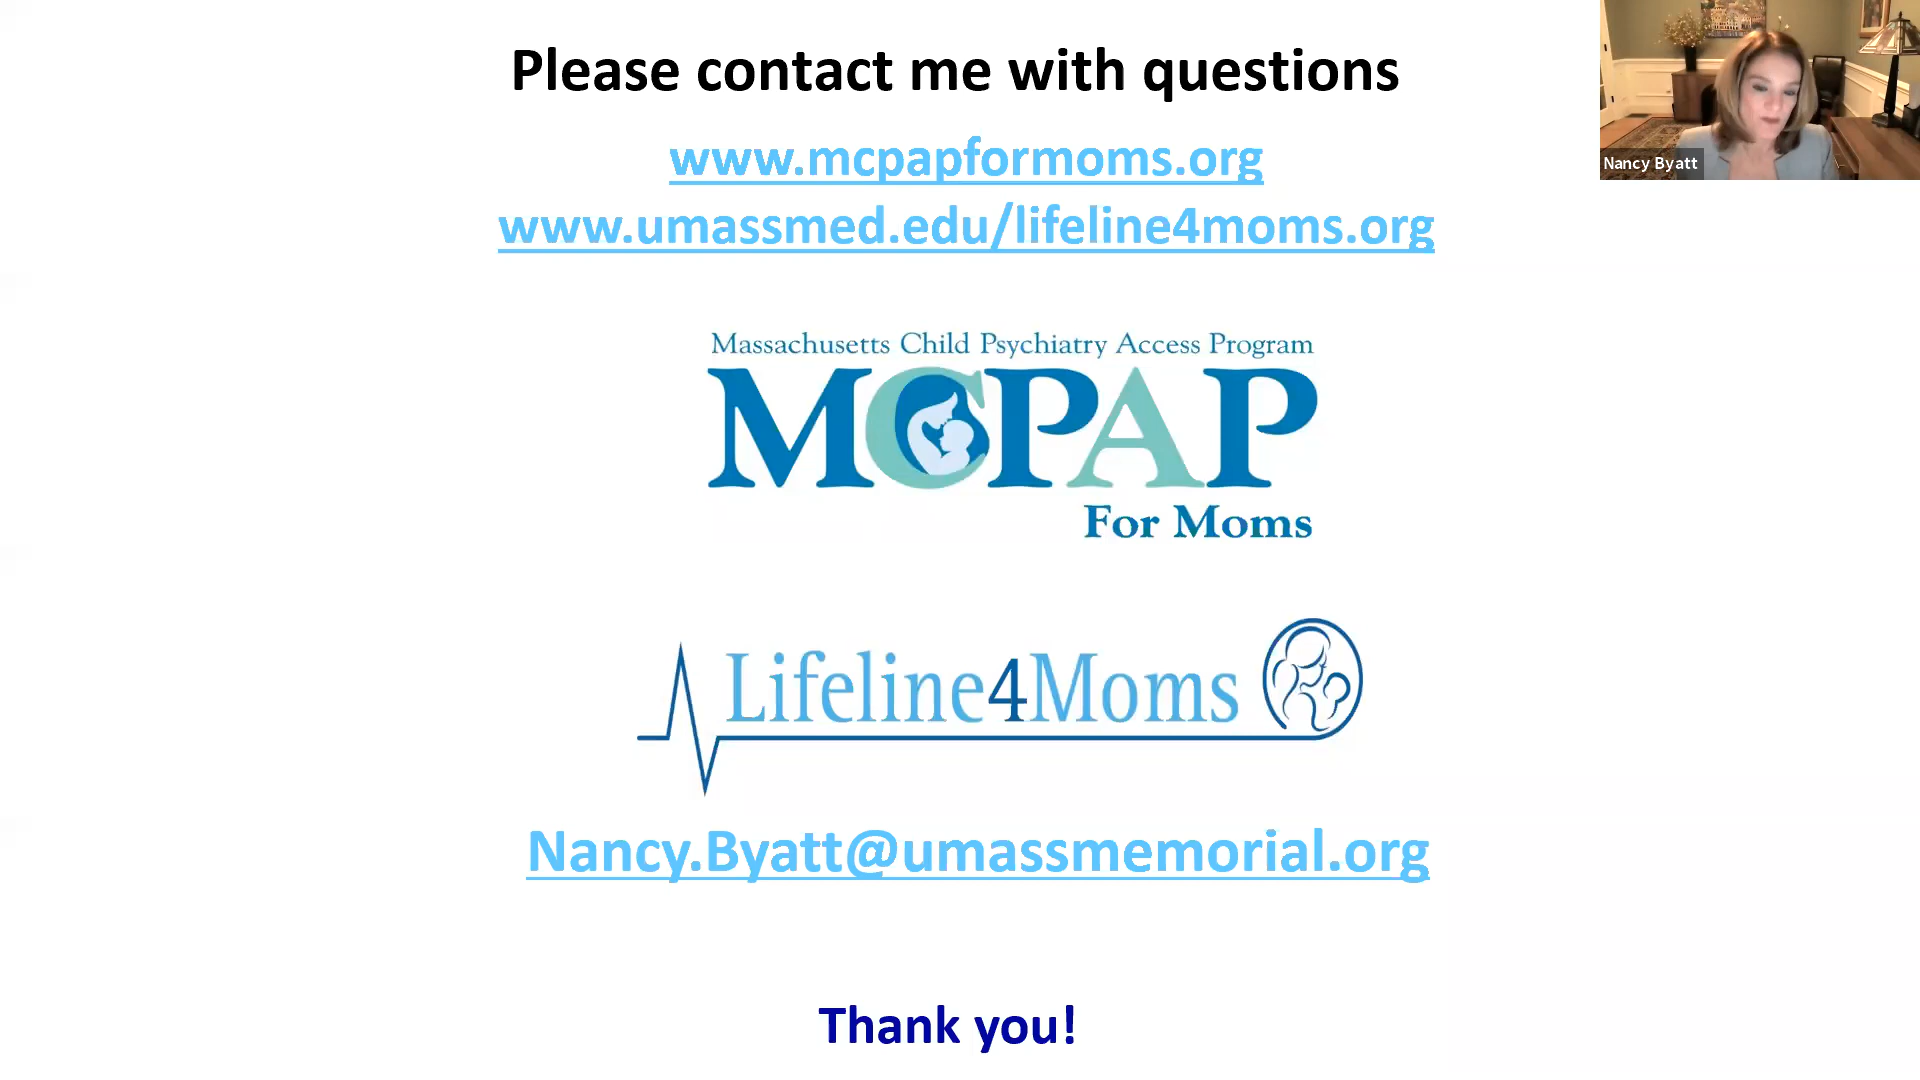 Please contact me with questions
www.mcpapformoms.org
www.umassmed.edu/lifeline4moms.org
Nancy Byatt
Massachusetts Child Psychiatry Access Program
MCPAP
For Moms
Lifeline4Moms
Nancy.Byatt@umassmemorial.org
Thank you!